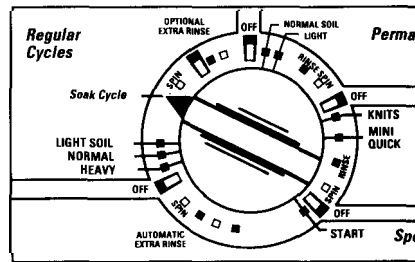 Regular
Cycles
OPTIONAL
EXTRA RINSE
OFF
NORMAL SOIL
LIGHT
Perma
SPIN
RINSE
SPIN
Soak Cycle
OFF
KNITS
MINI
QUICK
LIGHT SOIL
NORMAL
HEAVY
RINSE
OFF
SPIN
SPIN
OFF
AUTOMATIC
EXTRA RINSE
START
Spe